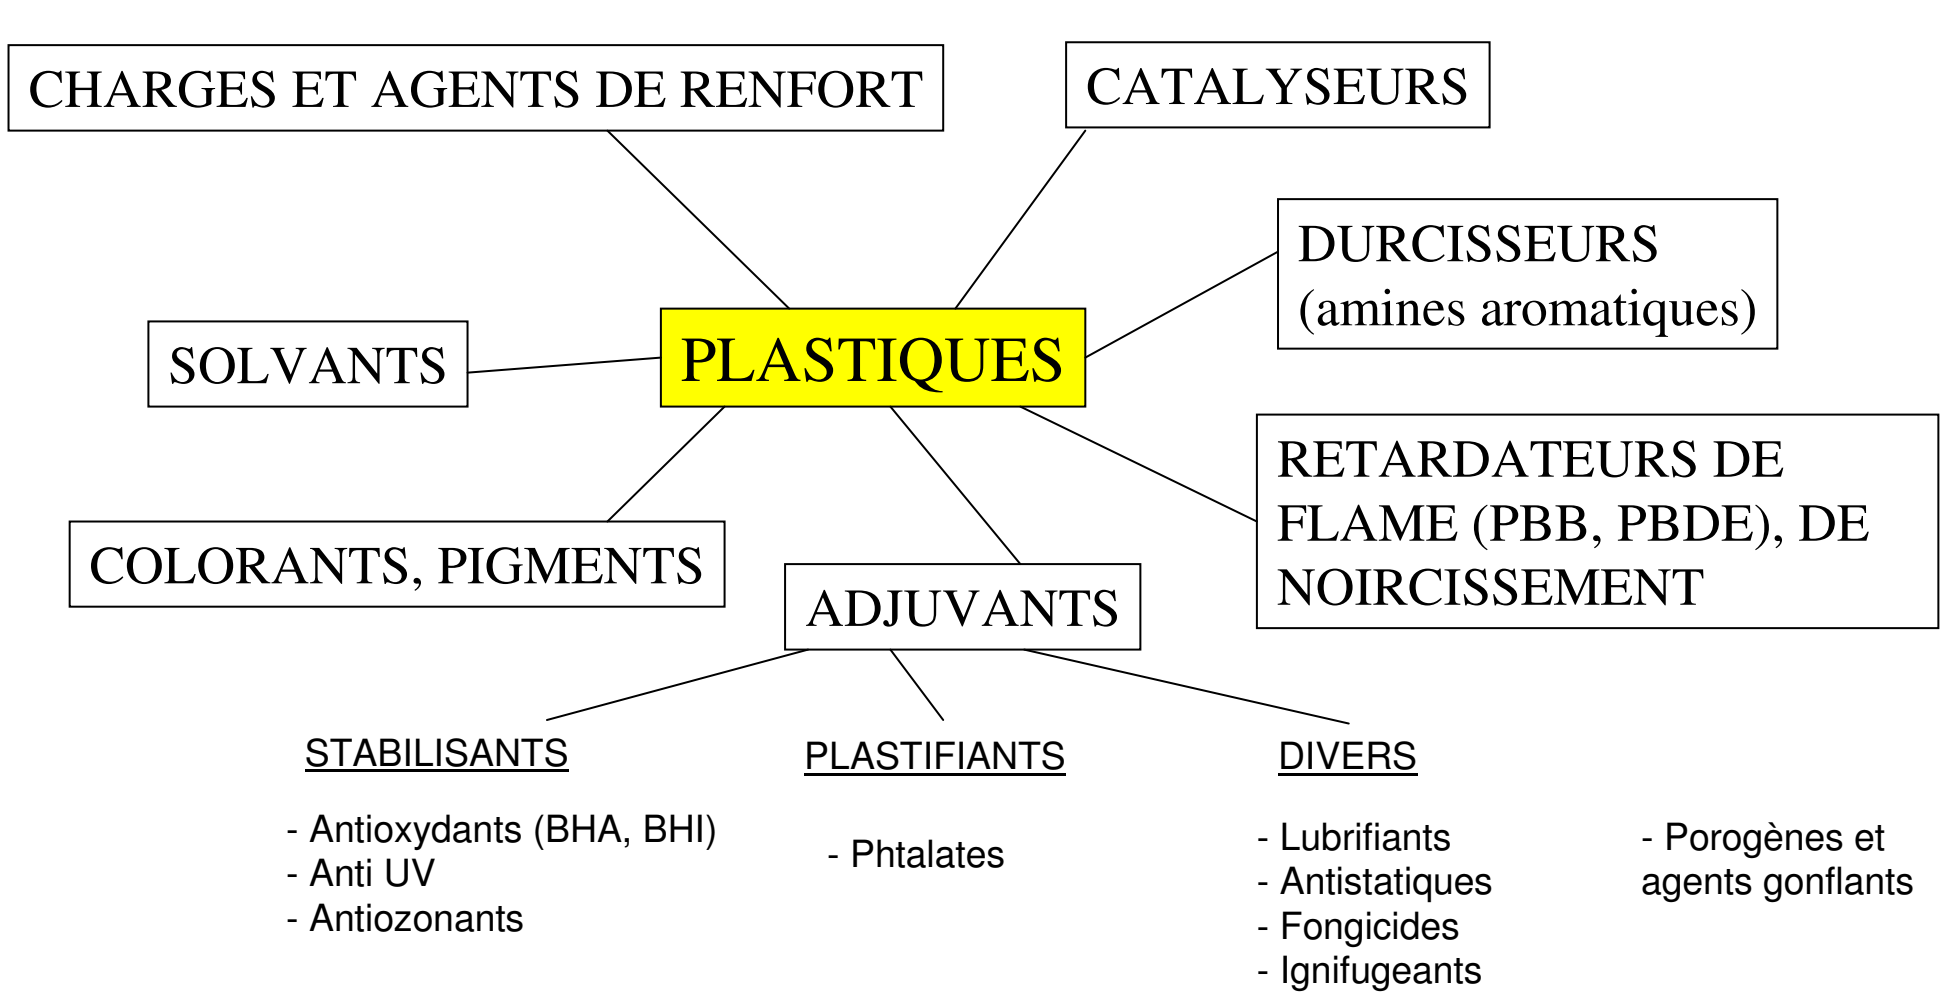 CHARGES ET AGENTS DE RENFORT
CATALYSEURS
DURCISSEURS
(amines aromatiques)
SOLVANTS
PLASTIQUES
RETARDATEURS DE
FLAME (PBB, PBDE), DE
NOIRCISSEMENT
COLORANTS, PIGMENTS
ADJUVANTS
STABILISANTS
- Antioxydants (BHA, BHI)
- Anti UV
- Antiozonants
PLASTIFIANTS
- Phtalates
DIVERS
- Lubrifiants
- Antistatiques
- Fongicides
- Ignifugeants
- Porogènes et
agents gonflants